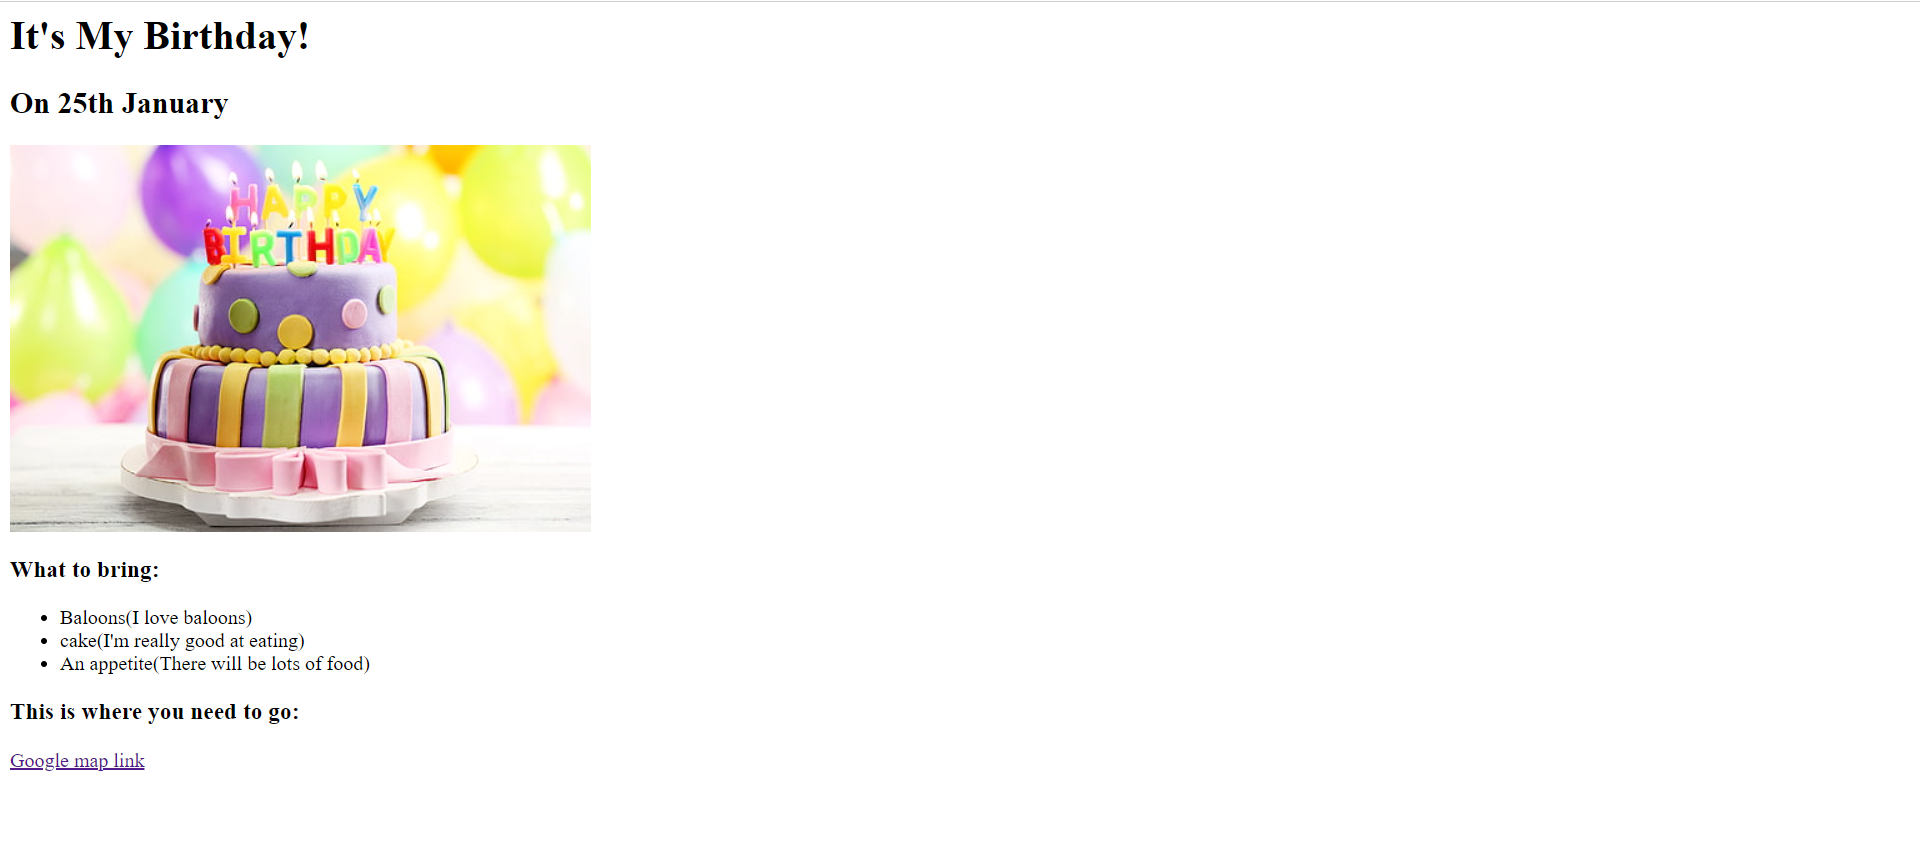 It's My Birthday!
On 25th January
HAPPY
BIRTHDAY
What to bring:
Baloons(I love baloons)
cake(I'm really good at eating)
An appetite(There will be lots of food)
This is where you need to go:
Google map link